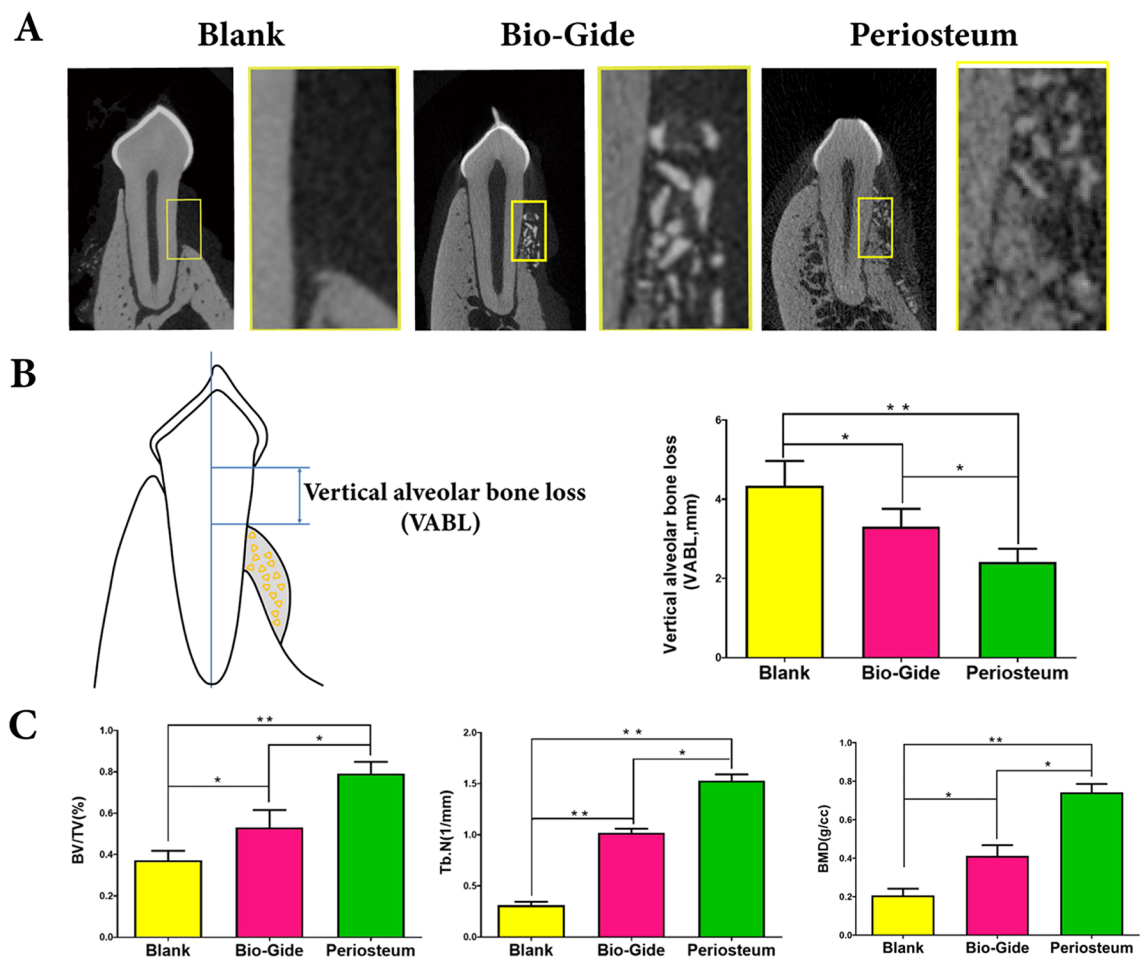 A
Blank
Bio-Gide
Periosteum
B
Vertical alveolar bone loss
(VABL)
Vertical alveolar bone loss
(VABL,mm)
6
4
2
0
* *
*
*
Blank
Bio-Gide
Periosteum
C
BV/TV(%)
1.0
0.8
0.6
0.4
0.2
0.0
**
*
*
Blank
Bio-Gide
Periosteum
Tb.N(1/mm)
2.0
1.5
1.0
0.5
0.0
* *
*
* *
Blank
Bio-Gide
Periosteum
BMD(g/cc)
1.0
0.8
0.6
0.4
0.2
0.0
**
*
*
Blank
Bio-Gide
Periosteum